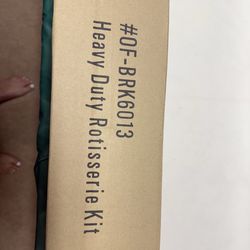 #OF-BRK6013
Heavy Duty Rotisserie Kit